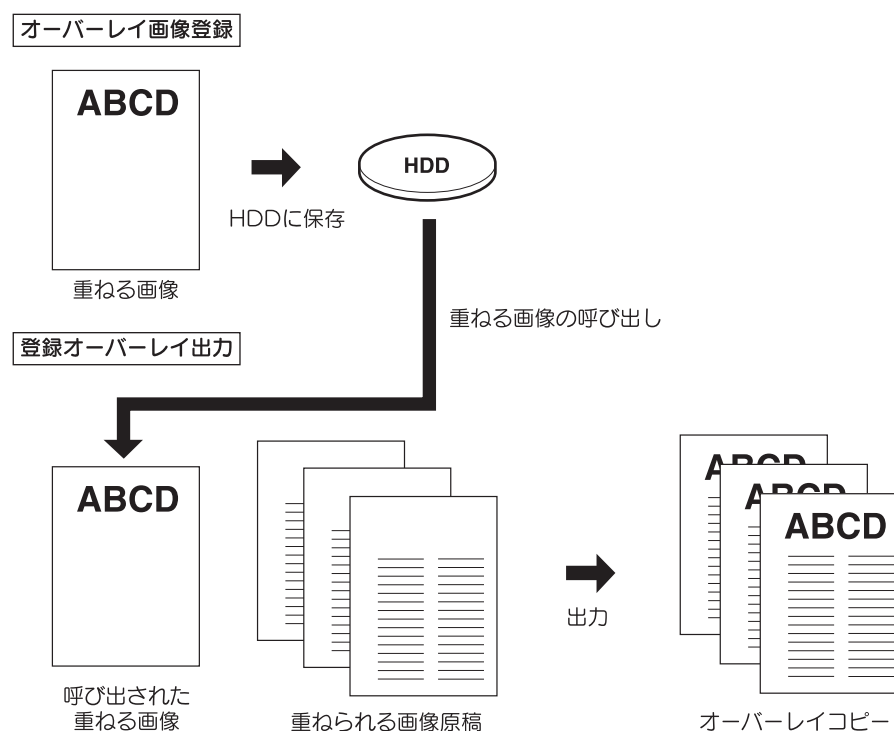 オーバーレイ画像登録
ABCD
HDD
HDDに保存
重ねる画像
重ねる画像の呼び出し
登録オーバーレイ出力
ABCD
ABCD
ABCD
ABCD
出力
呼び出された
重ねる画像
重ねられる画像原稿
オーバーレイコピー